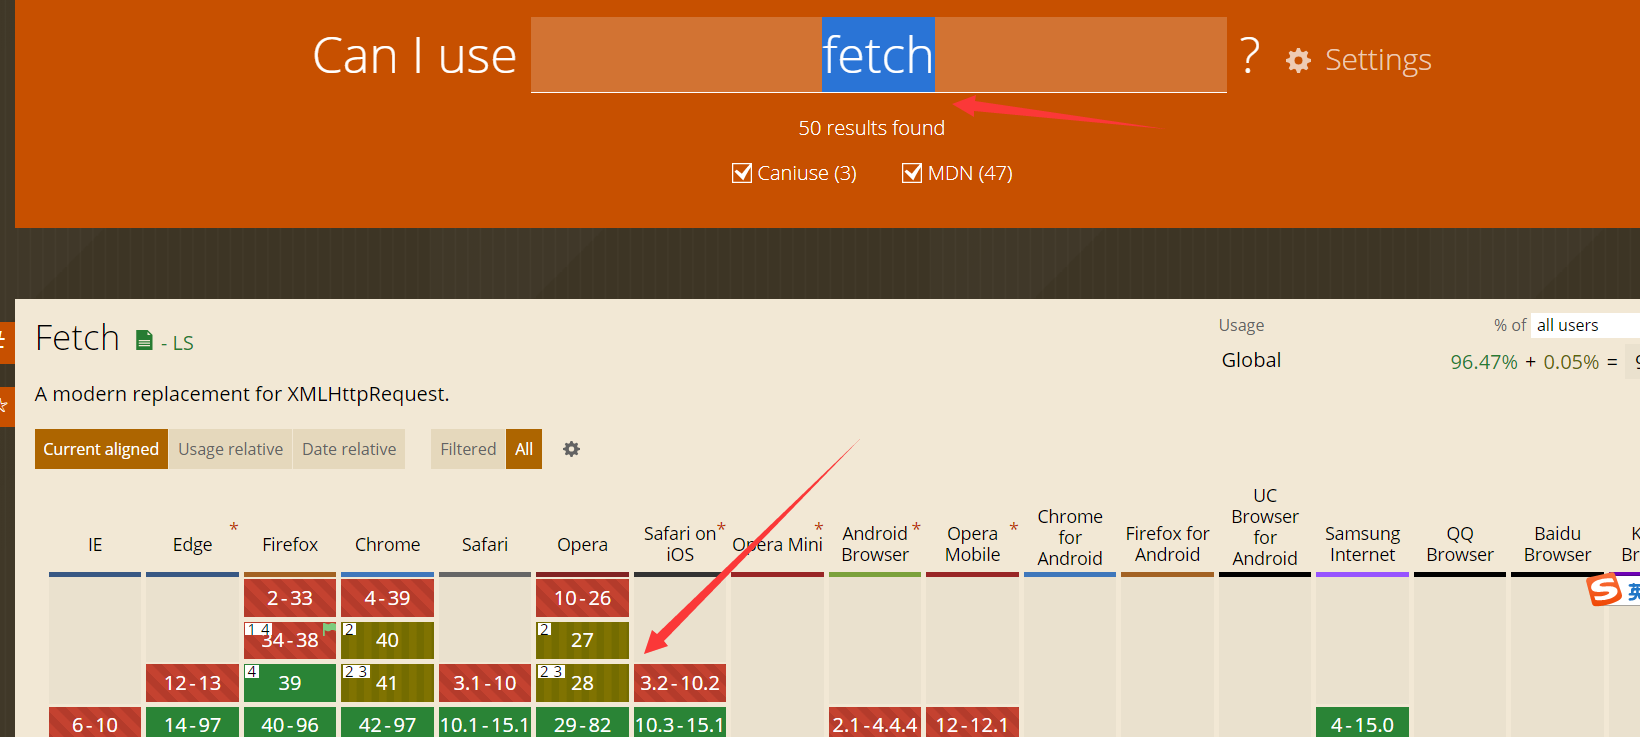 Can I use fetch ? Settings
50 results found
Caniuse (3) MDN (47)
Fetch - LS
Usage % of all users
Global 96.47% + 0.05% =
A modern replacement for XMLHttpRequest.
Current aligned Usage relative Date relative Filtered All
IE
Edge *
Firefox
Chrome
Safari
Opera
Safari on iOS *
Opera Mini *
Android Browser *
Opera Mobile *
Chrome for Android
Firefox for Android
UC Browser for Android
Samsung Internet
QQ Browser
Baidu Browser
2-33 4-39 10-26
1 4 34-38 2 40 2 27
12-13 4 39 2 3 41 3.1-10 2 3 28 3.2-10.2
6-10 14-97 40-96 42-97 10.1-15.1 29-82 10.3-15.1 2.1-4.4.4 12-12.1 4-15.0
英